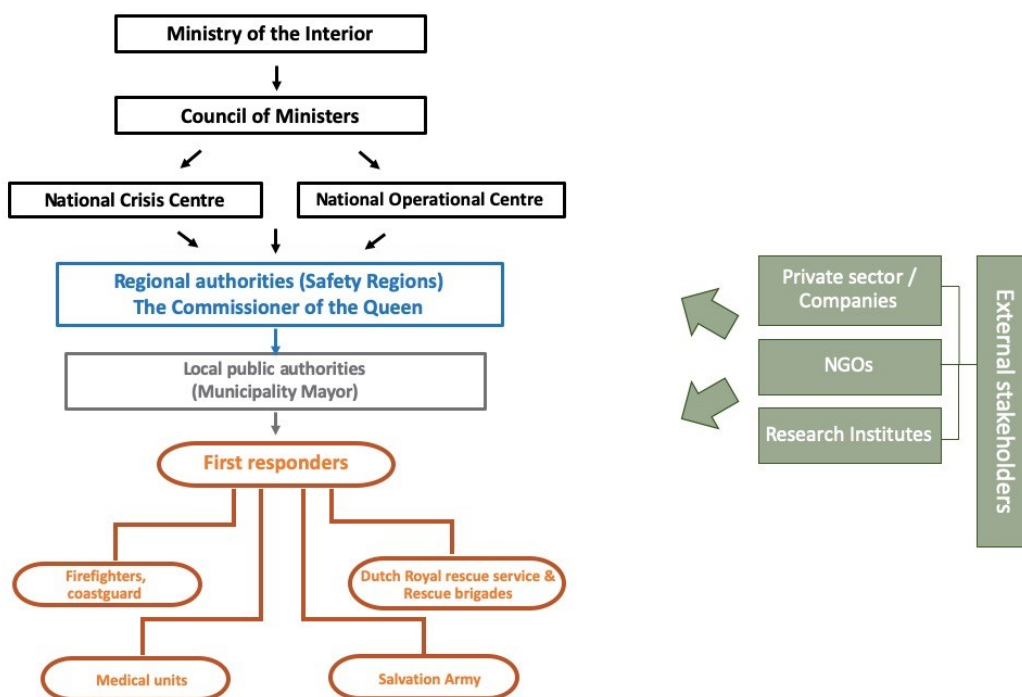 Ministry of the Interior
Council of Ministers
National Crisis Centre
National Operational Centre
Regional authorities (Safety Regions)
The Commissioner of the Queen
Local public authorities
(Municipality Mayor)
First responders
Firefighters,
coastguard
Dutch Royal rescue service &
Rescue brigades
Medical units
Salvation Army
Private sector /
Companies
NGOs
Research Institutes
External stakeholders